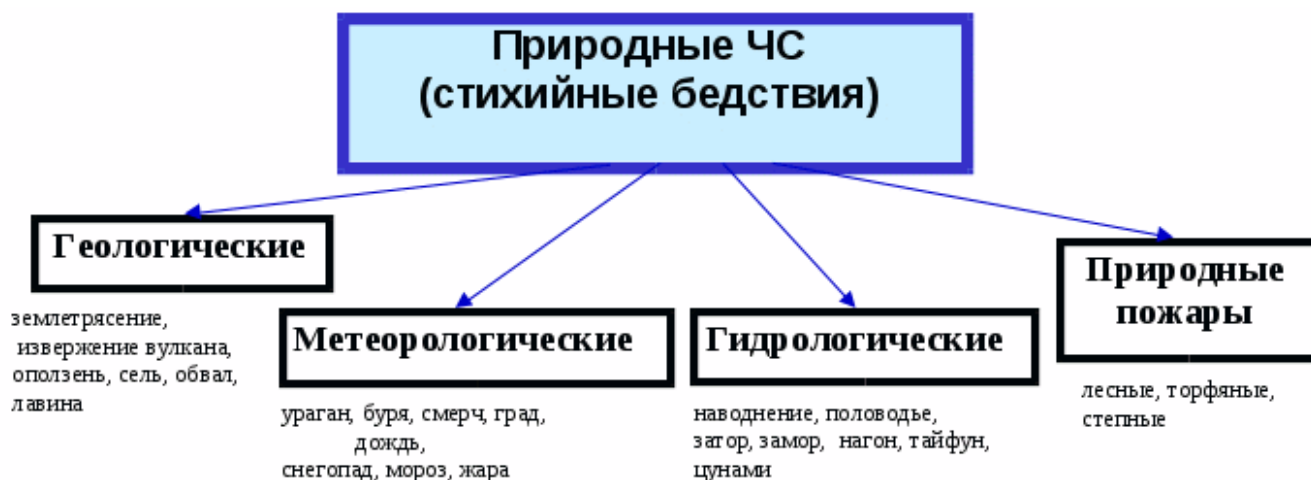 Природные ЧС
(стихийные бедствия)
Геологические
землетрясение,
извержение вулкана,
оползень, сель, обвал,
лавина
Метеорологические
ураган, буря, смерч, град,
дождь,
снегопад, мороз, жара
Гидрологические
наводнение, половодье,
затор, замор, нагон, тайфун,
цунами
Природные
пожары
лесные, торфяные,
степные